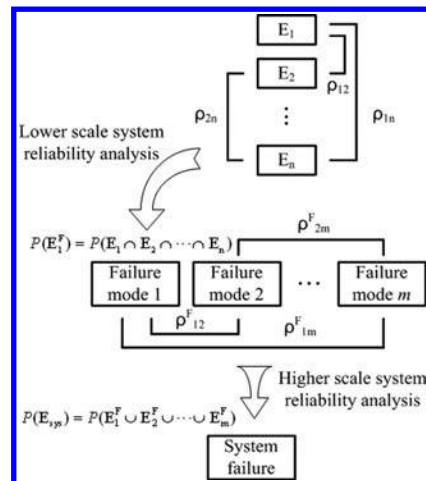 E₁
E₂
ρ₁₂
ρ₂ₙ
⋮
ρ₁ₙ
Eₙ
Lower scale system
reliability analysis
P(E₁ᶠ) = P(E₁ ∩ E₂ ∩ ⋯ ∩ Eₙ)
ρᶠ₂ₘ
Failure
mode 1
Failure
mode 2
⋯
Failure
mode m
ρᶠ₁₂
ρᶠ₁ₘ
Higher scale system
reliability analysis
P(E_sys) = P(E₁ᶠ ∪ E₂ᶠ ∪ ⋯ ∪ Eₘᶠ)
System
failure